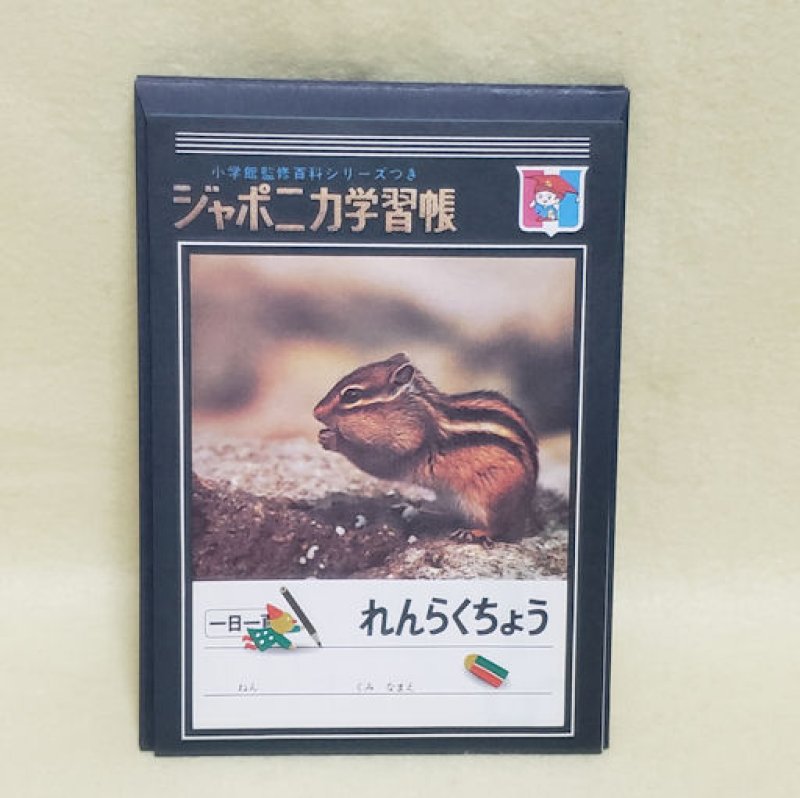 小学館監修百科シリーズつき
ジャポニカ学習帳
一日一頁
れんらくちょう
ねん くみ なまえ